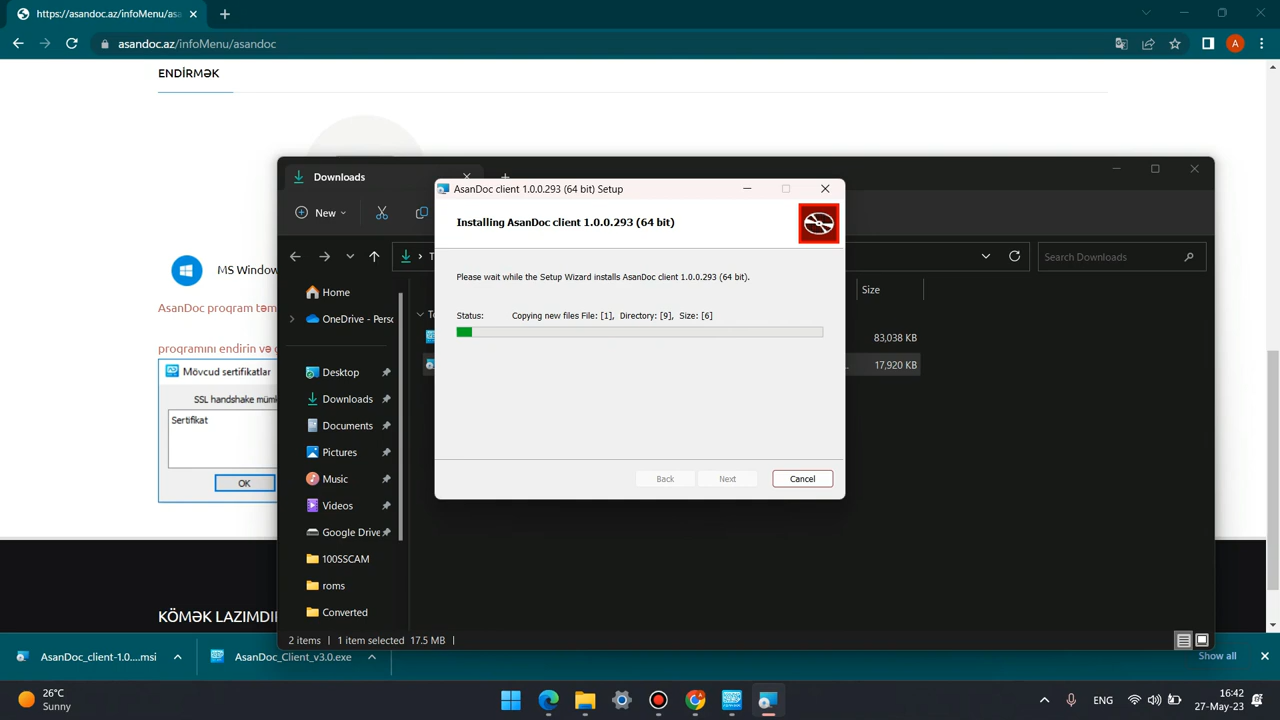 https://asandoc.az/infoMenu/asan
asandoc.az/infoMenu/asandoc
A
ENDİRMƏK
MS Window
AsanDoc proqram təm
proqramını endirin və q
Mövcud sertifikatlar
SSL handshake mümk
Sertifikat
OK
KÖMƏK LAZIMDI
Downloads
New
Search Downloads
Home
OneDrive - Perso
Desktop
Downloads
Documents
Pictures
Music
Videos
Google Drive
100SSCAM
roms
Converted
Size
83,038 KB
17,920 KB
2 items
1 item selected 17.5 MB
AsanDoc client 1.0.0.293 (64 bit) Setup
Installing AsanDoc client 1.0.0.293 (64 bit)
Please wait while the Setup Wizard installs AsanDoc client 1.0.0.293 (64 bit).
Status: Copying new files File: [1], Directory: [9], Size: [6]
Back
Next
Cancel
AsanDoc_client-1.0....msi
AsanDoc_Client_v3.0.exe
Show all
26°C
Sunny
ENG
16:42
27-May-23